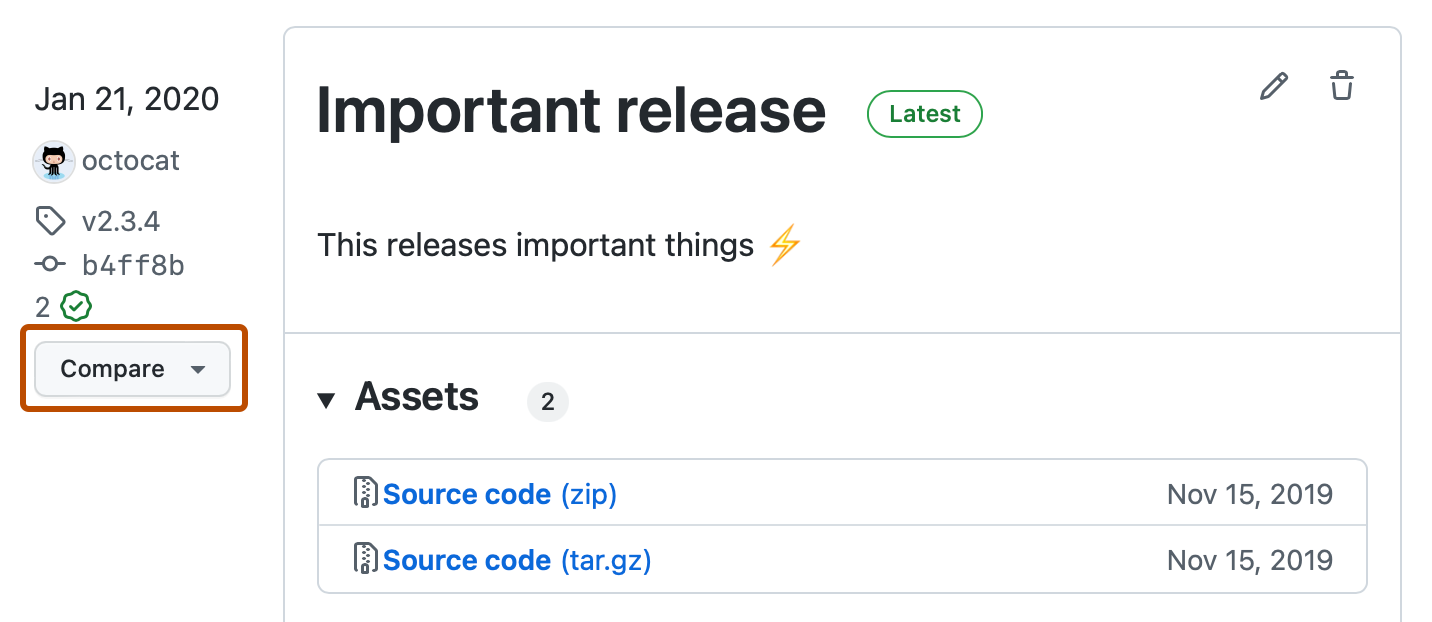 Jan 21, 2020
octocat
v2.3.4
b4ff8b
2
Compare
Important release Latest
This releases important things ⚡
Assets 2
Source code (zip) Nov 15, 2019
Source code (tar.gz) Nov 15, 2019